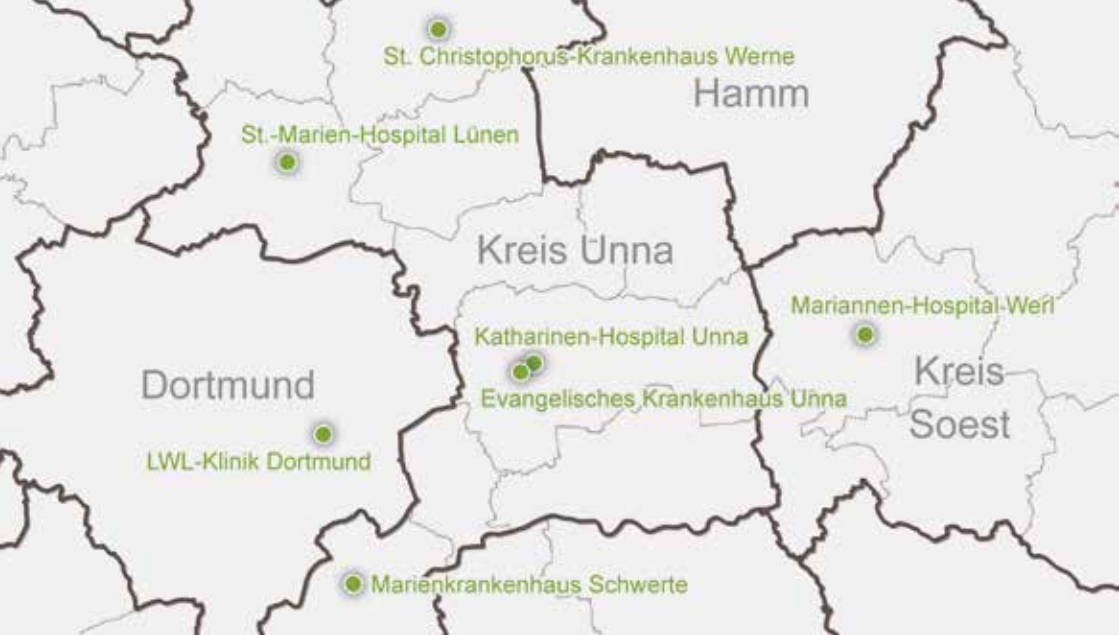 St. Christophorus-Krankenhaus Werne
Hamm
St.-Marien-Hospital Lünen
Kreis Unna
Mariannen-Hospital-Werl
Katharinen-Hospital Unna
Kreis
Soest
Dortmund
Evangelisches Krankenhaus Unna
LWL-Klinik Dortmund
Marienkrankenhaus Schwerte